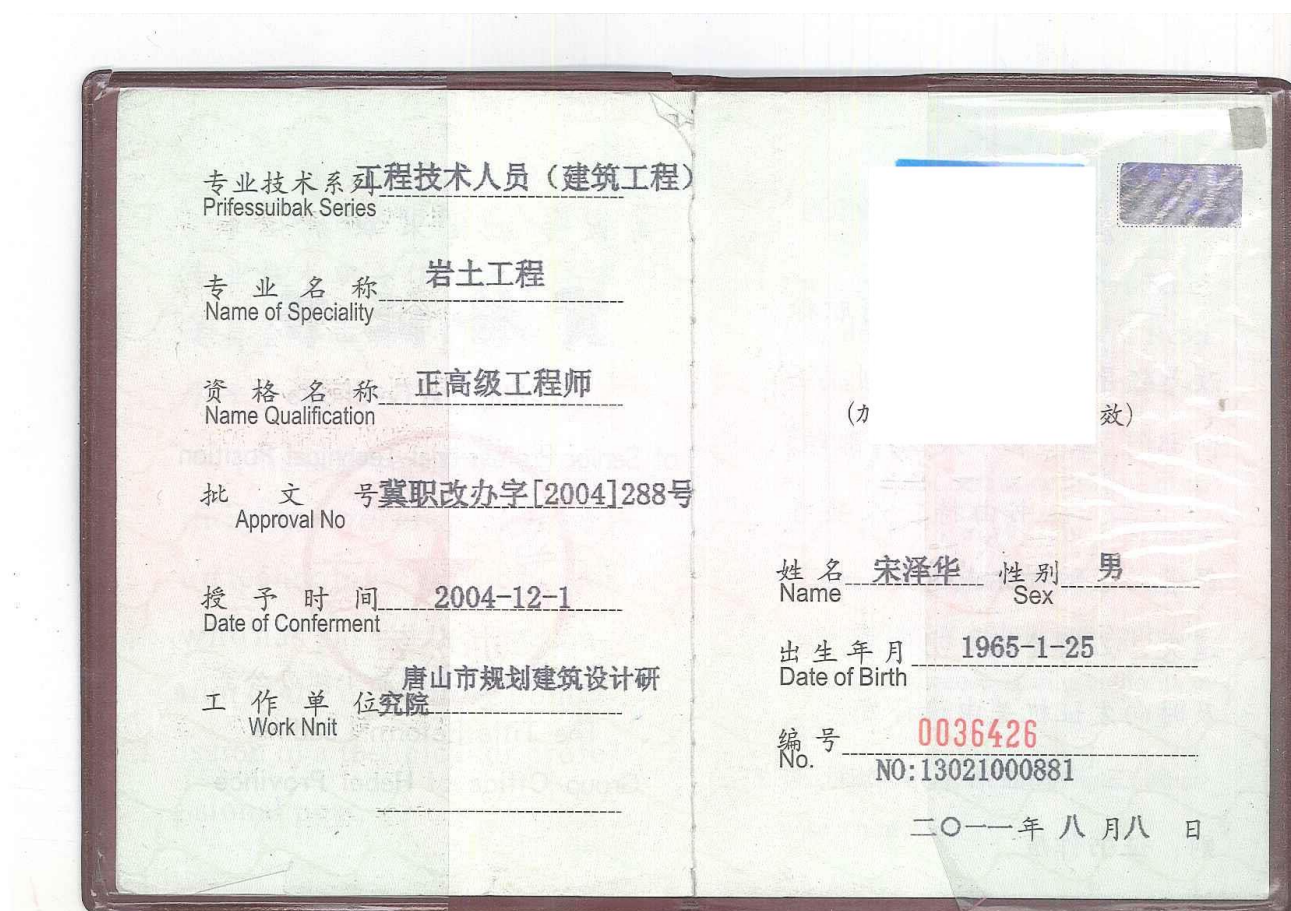 专业技术系列工程技术人员（建筑工程）
Prifessuibak Series
专业名称 岩土工程
Name of Speciality
资格名称 正高级工程师
Name Qualification
批文号冀职改办字[2004]288号
Approval No
授予时间 2004-12-1
Date of Conferment
唐山市规划建筑设计研
工作单位究院
Work Nnit
效)
姓名 宋泽华 性别 男
Name Sex
出生年月 1965-1-25
Date of Birth
编号 0036426
No. NO:13021000881
二〇一一年八月八日